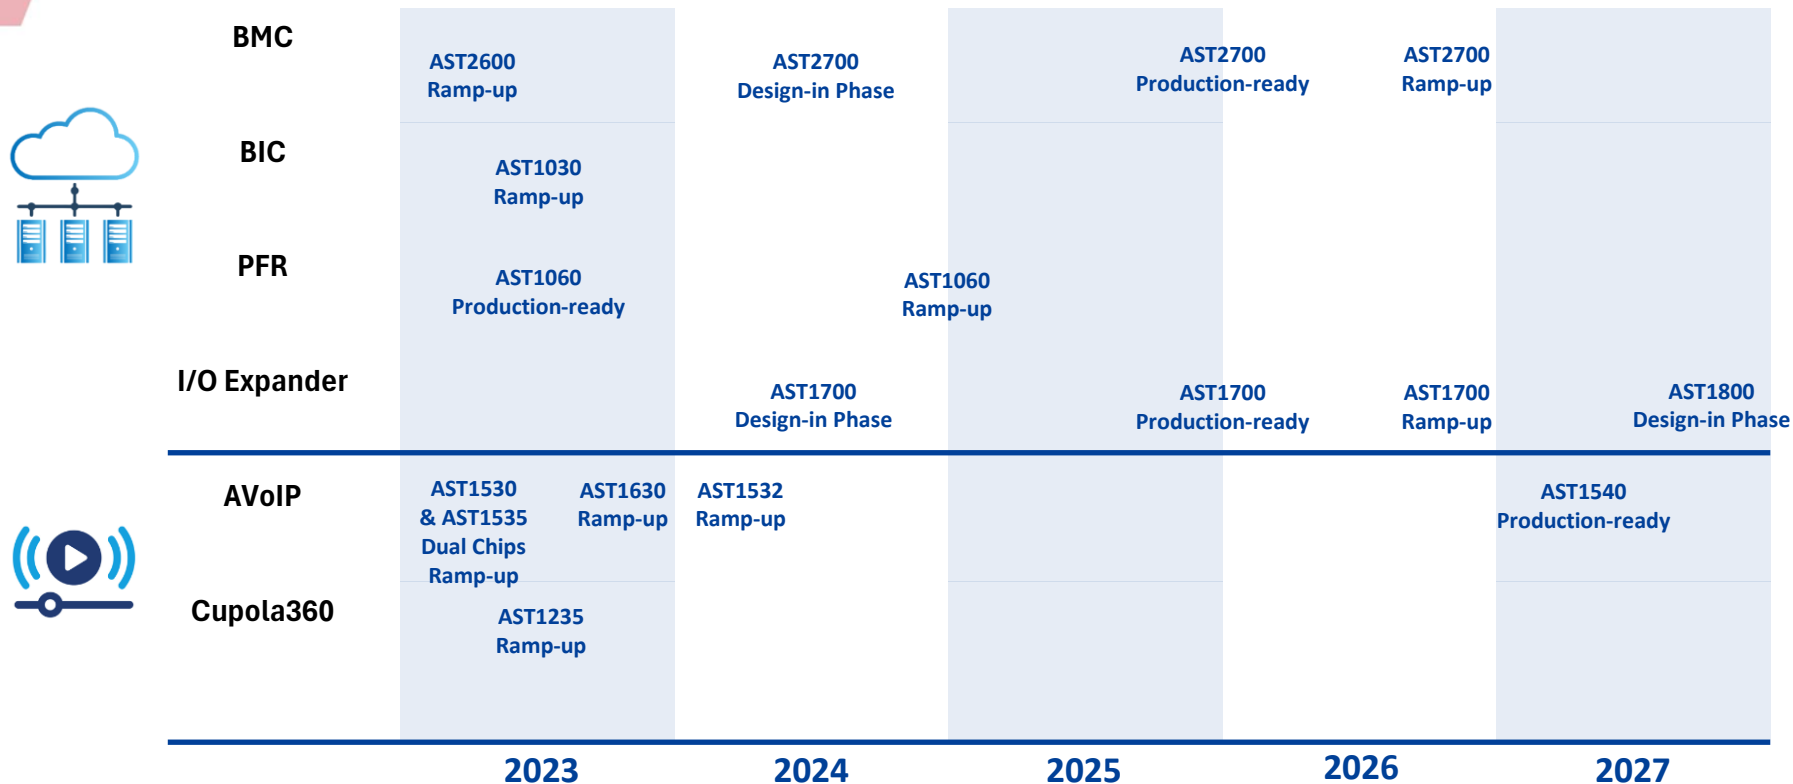 BMC
AST2600
Ramp-up
AST2700
Design-in Phase
AST2700
Production-ready
AST2700
Ramp-up
BIC
AST1030
Ramp-up
PFR
AST1060
Production-ready
AST1060
Ramp-up
I/O Expander
AST1700
Design-in Phase
AST1700
Production-ready
AST1700
Ramp-up
AST1800
Design-in Phase
AVoIP
AST1530
& AST1535
Dual Chips
Ramp-up
AST1630
Ramp-up
AST1532
Ramp-up
AST1540
Production-ready
Cupola360
AST1235
Ramp-up
2023
2024
2025
2026
2027